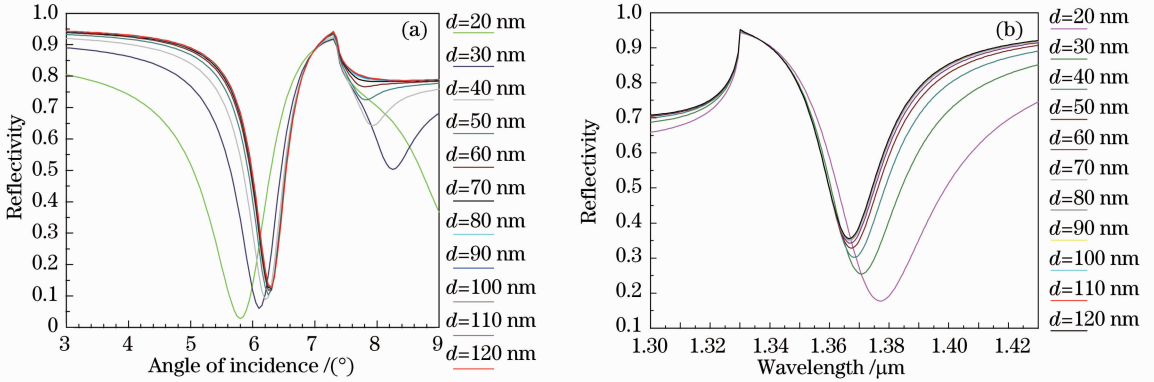 1.0
0.9
0.8
0.7
0.6
0.5
0.4
0.3
0.2
0.1
0
Reflectivity
3 4 5 6 7 8 9
Angle of incidence /(°)
(a)
d=20 nm
d=30 nm
d=40 nm
d=50 nm
d=60 nm
d=70 nm
d=80 nm
d=90 nm
d=100 nm
d=110 nm
d=120 nm
1.0
0.9
0.8
0.7
0.6
0.5
0.4
0.3
0.2
0.1
Reflectivity
1.30 1.32 1.34 1.36 1.38 1.40 1.42
Wavelength /μm
(b)
d=20 nm
d=30 nm
d=40 nm
d=50 nm
d=60 nm
d=70 nm
d=80 nm
d=90 nm
d=100 nm
d=110 nm
d=120 nm